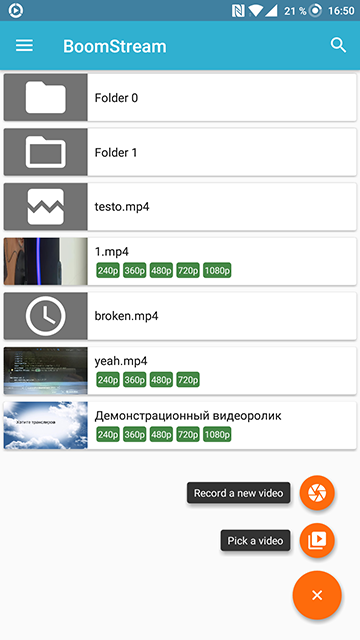 21 % 16:50
BoomStream
Folder 0
Folder 1
testo.mp4
1.mp4
240p 360p 480p 720p 1080p
broken.mp4
yeah.mp4
240p 360p 480p 720p
Демонстрационный видеоролик
240p 360p 480p 720p 1080p
Record a new video
Pick a video